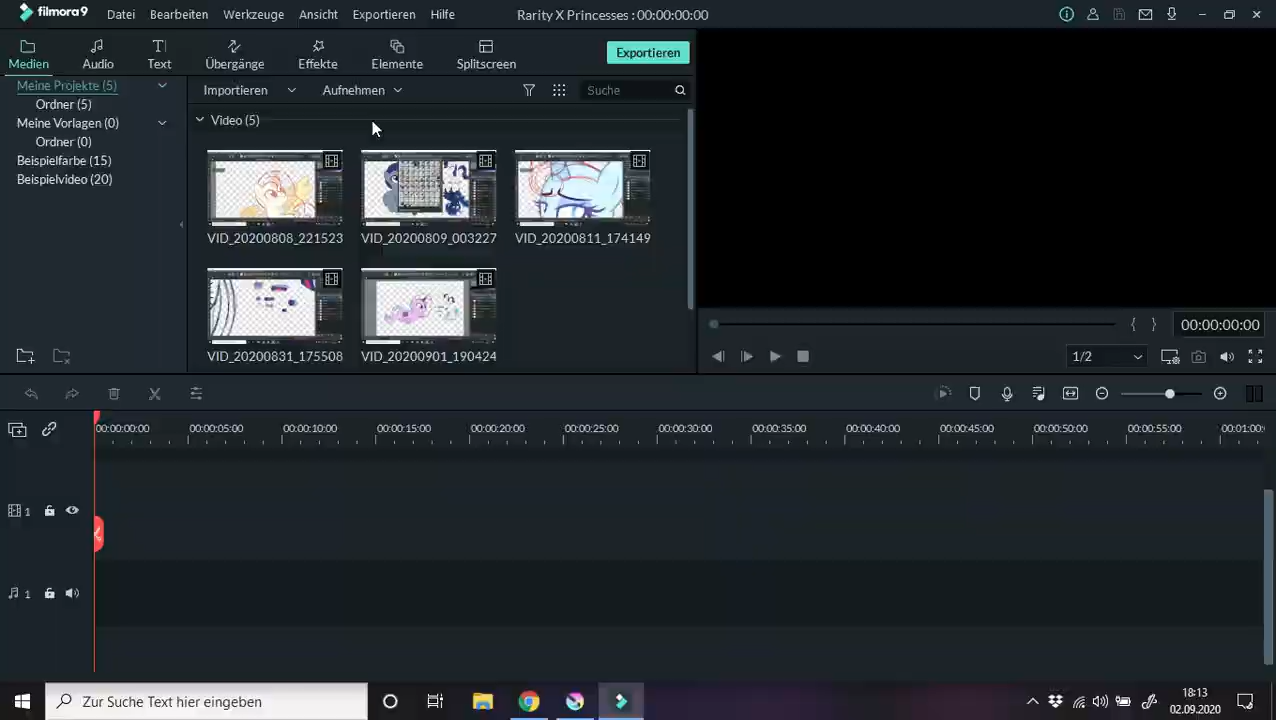 filmora9 Datei Bearbeiten Werkzeuge Ansicht Exportieren Hilfe Rarity X Princesses : 00:00:00:00
Medien Audio Text Übergänge Effekte Elemente Splitscreen Exportieren
Meine Projekte (5)
Ordner (5)
Meine Vorlagen (0)
Ordner (0)
Beispielfarbe (15)
Beispielvideo (20)
Importieren Aufnehmen Suche
Video (5)
VID_20200808_221523 VID_20200809_003227 VID_20200811_174149
VID_20200831_175508 VID_20200901_190424
00:00:00:00
1/2
00:00:00:00 00:00:05:00 00:00:10:00 00:00:15:00 00:00:20:00 00:00:25:00 00:00:30:00 00:00:35:00 00:00:40:00 00:00:45:00 00:00:50:00 00:00:55:00 00:01:00:
1
1
Zur Suche Text hier eingeben
18:13
02.09.2020